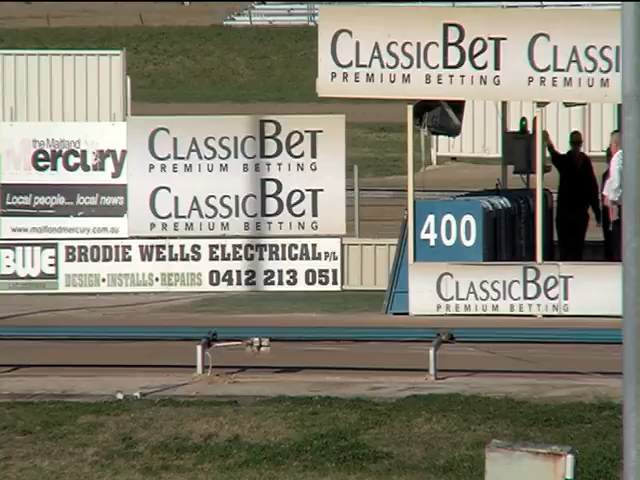 CLASSICBET CLASSI
PREMIUM BETTING PREMIUM
the Maitland
Mercury
Local people... local news
www.maitlandmercury.com.au
CLASSICBET
PREMIUM BETTING
CLASSICBET
PREMIUM BETTING
BWE
BRODIE WELLS ELECTRICAL P/L
DESIGN•INSTALLS•REPAIRS 0412 213 051
400
CLASSICBET
PREMIUM BETTING